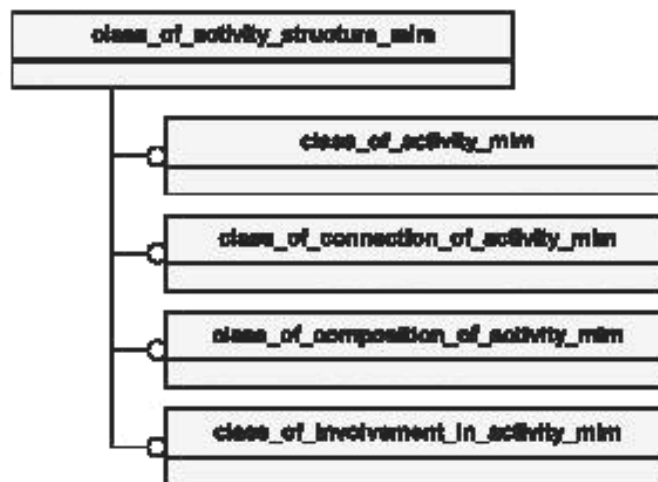 class_of_activity_structure_mim
class_of_activity_mim
class_of_connection_of_activity_mim
class_of_composition_of_activity_mim
class_of_involvement_in_activity_mim